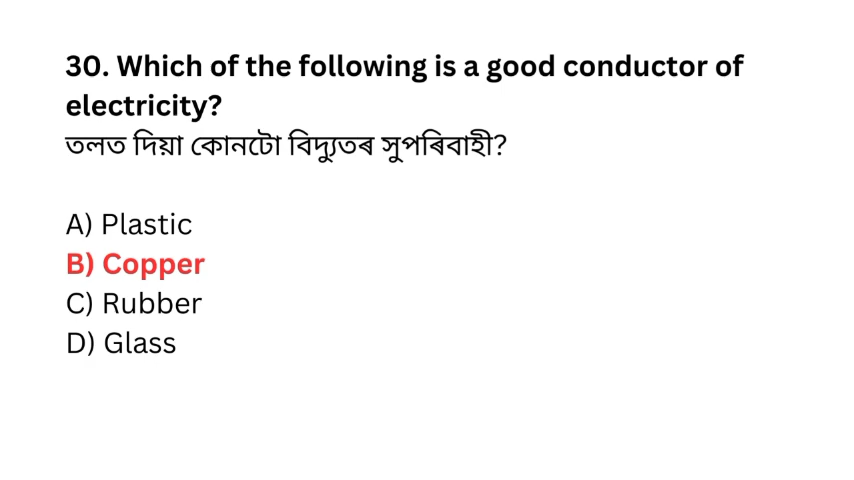 30. Which of the following is a good conductor of
electricity?
তলত দিয়া কোনটো বিদ্যুতৰ সুপৰিবাহী?
A) Plastic
B) Copper
C) Rubber
D) Glass